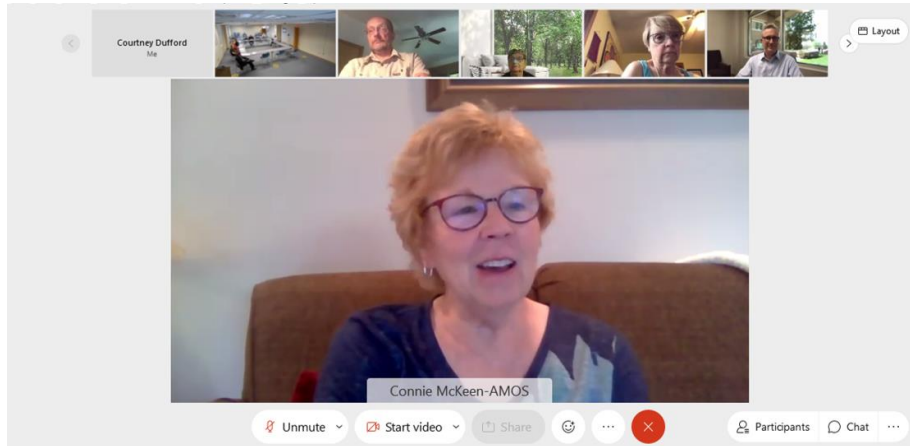 Courtney Dufford
Me
Layout
Connie McKeen-AMOS
Unmute
Start video
Share
Participants
Chat